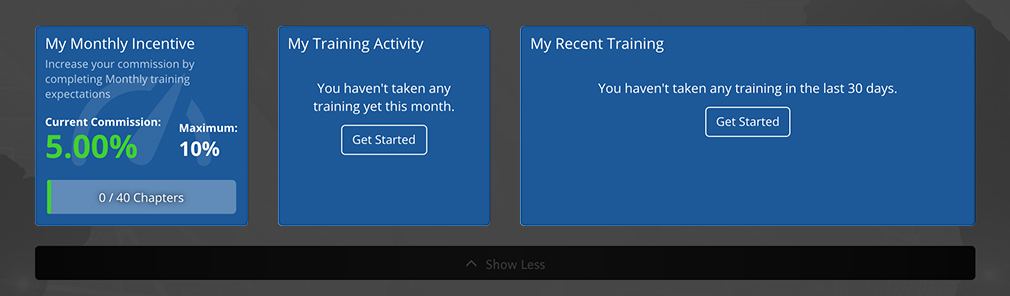 My Monthly Incentive
Increase your commission by
completing Monthly training
expectations
Current Commission:
5.00%
Maximum:
10%
0 / 40 Chapters
My Training Activity
You haven't taken any
training yet this month.
Get Started
My Recent Training
You haven't taken any training in the last 30 days.
Get Started
Show Less